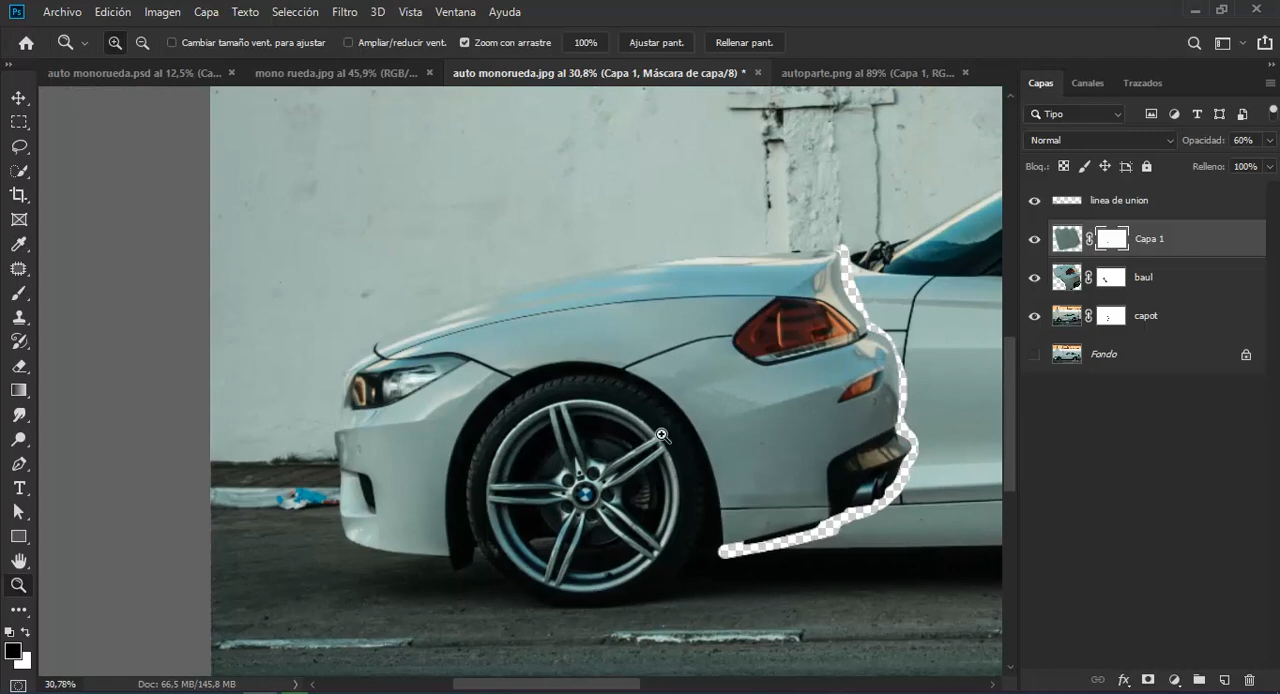 Ps Archivo Edición Imagen Capa Texto Selección Filtro 3D Vista Ventana Ayuda
Cambiar tamaño vent. para ajustar Ampliar/reducir vent. Zoom con arrastre 100% Ajustar pant. Rellenar pant.
auto monorueda.psd al 12,5% (Ca... × mono rueda.jpg al 45,9% (RGB/... × auto monorueda.jpg al 30,8% (Capa 1, Máscara de capa/8) * × autoparte.png al 89% (Capa 1, RG... ×
Capas Canales Trazados
Tipo
Normal Opacidad: 60%
Bloq.: Relleno: 100%
linea de union
Capa 1
baul
capot
Fondo
30,78% Doc: 66,5 MB/145,8 MB